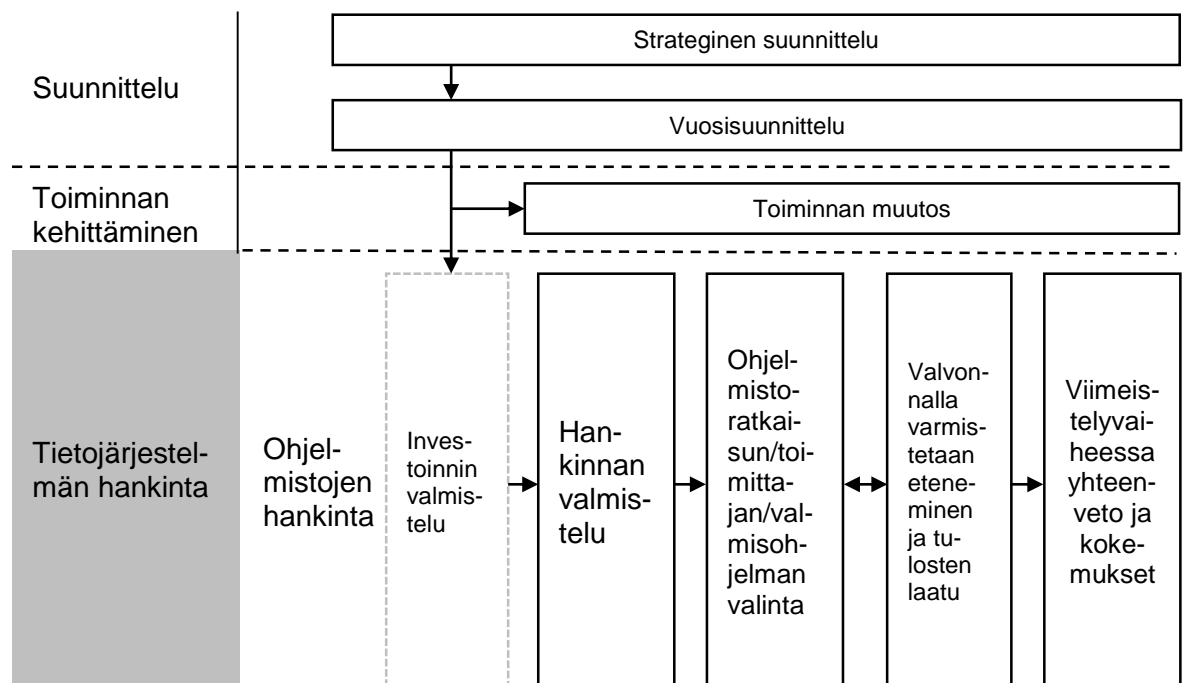 Strateginen suunnittelu
Suunnittelu
Vuosisuunnittelu
Toiminnan
kehittäminen
Toiminnan muutos
Tietojärjestel-
män hankinta
Ohjel-
mistojen
hankinta
Inves-
toinnin
valmis-
telu
Han-
kinnan
valmis-
telu
Ohjel-
misto-
ratkai-
sun/toi-
mitta-
jan/val-
misoh-
jelman
valinta
Valvon-
nalla
varmis-
tetaan
etene-
minen
ja tu-
losten
laatu
Viimeis-
telyvai-
heessa
yhteen-
veto ja
koke-
mukset